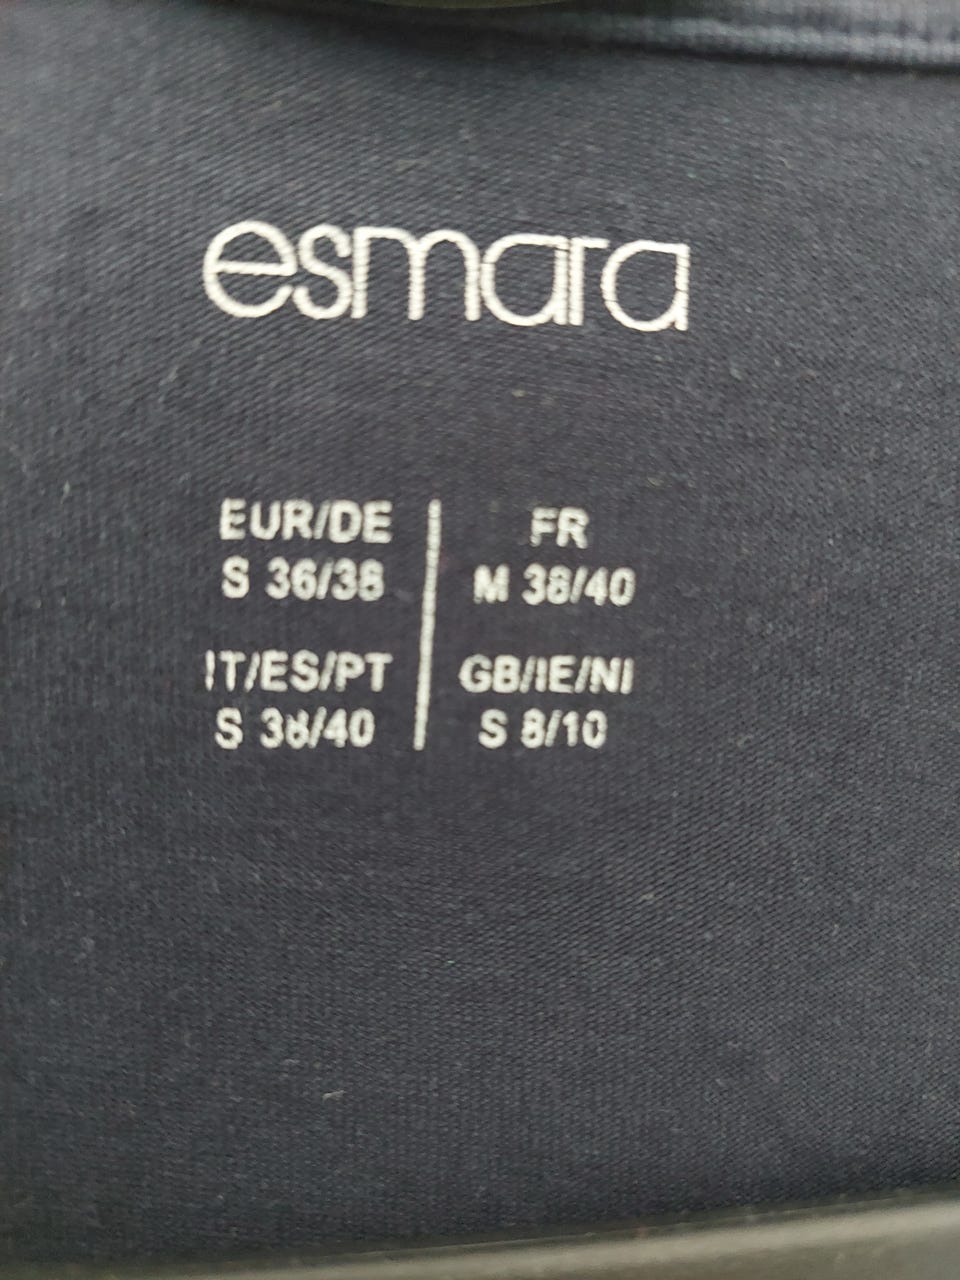 esmara
EUR/DE
S 36/38
FR
M 38/40
IT/ES/PT
S 38/40
GB/IE/NI
S 8/10